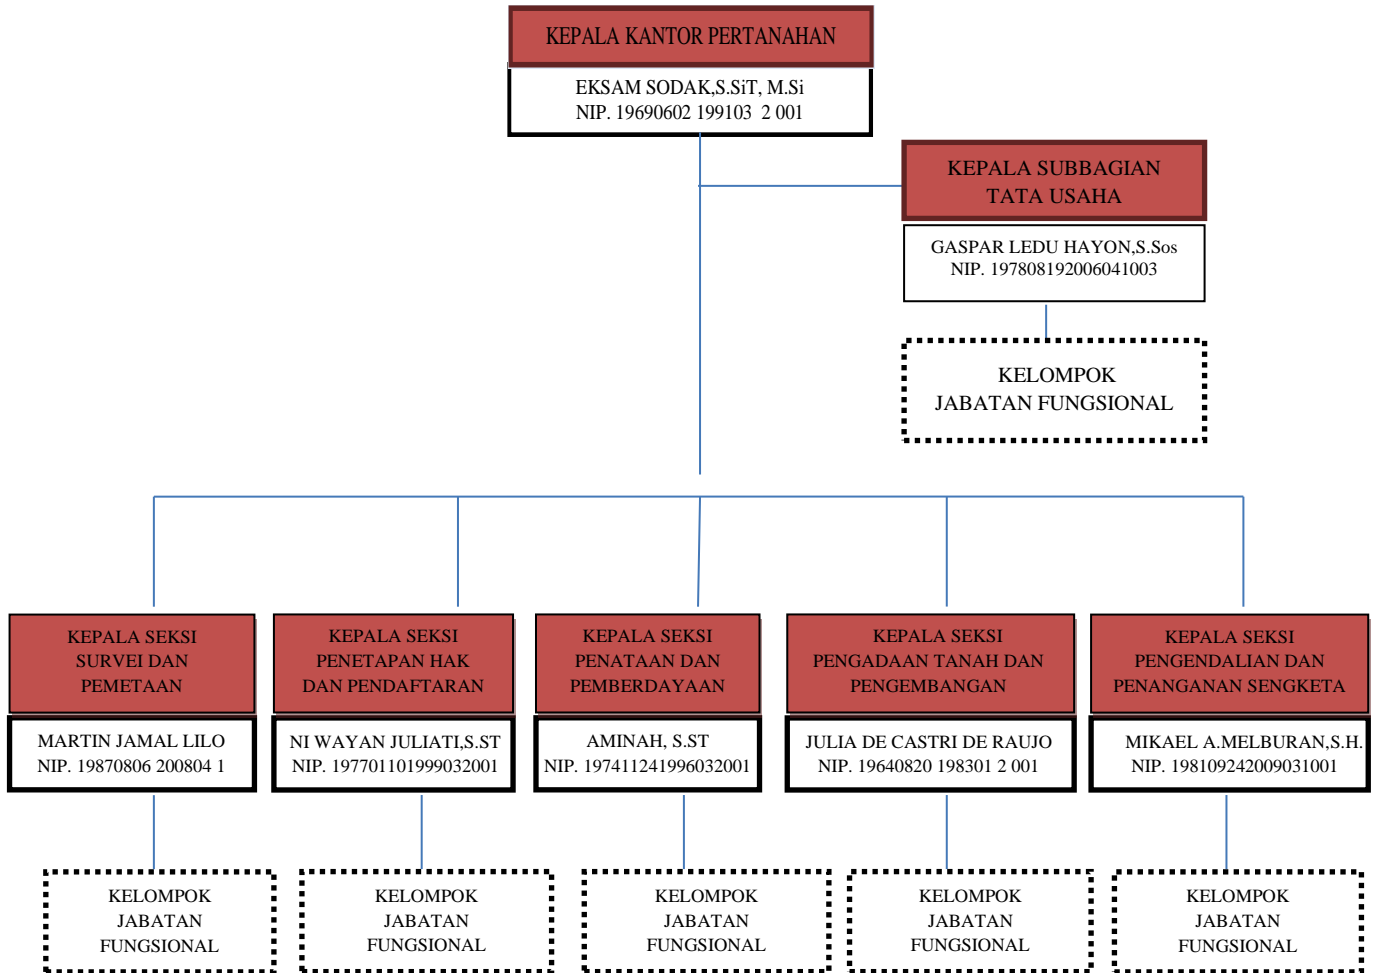 KEPALA KANTOR PERTANAHAN
EKSAM SODAK,S.SiT, M.Si
NIP. 19690602 199103 2 001
KEPALA SUBBAGIAN
TATA USAHA
GASPAR LEDU HAYON,S.Sos
NIP. 197808192006041003
KELOMPOK
JABATAN FUNGSIONAL
KEPALA SEKSI
SURVEI DAN
PEMETAAN
MARTIN JAMAL LILO
NIP. 19870806 200804 1
KEPALA SEKSI
PENETAPAN HAK
DAN PENDAFTARAN
NI WAYAN JULIATI,S.ST
NIP. 197701101999032001
KEPALA SEKSI
PENATAAN DAN
PEMBERDAYAAN
AMINAH, S.ST
NIP. 197411241996032001
KEPALA SEKSI
PENGADAAN TANAH DAN
PENGEMBANGAN
JULIA DE CASTRI DE RAUJO
NIP. 19640820 198301 2 001
KEPALA SEKSI
PENGENDALIAN DAN
PENANGANAN SENGKETA
MIKAEL A.MELBURAN,S.H.
NIP. 198109242009031001
KELOMPOK
JABATAN
FUNGSIONAL
KELOMPOK
JABATAN
FUNGSIONAL
KELOMPOK
JABATAN
FUNGSIONAL
KELOMPOK
JABATAN
FUNGSIONAL
KELOMPOK
JABATAN
FUNGSIONAL